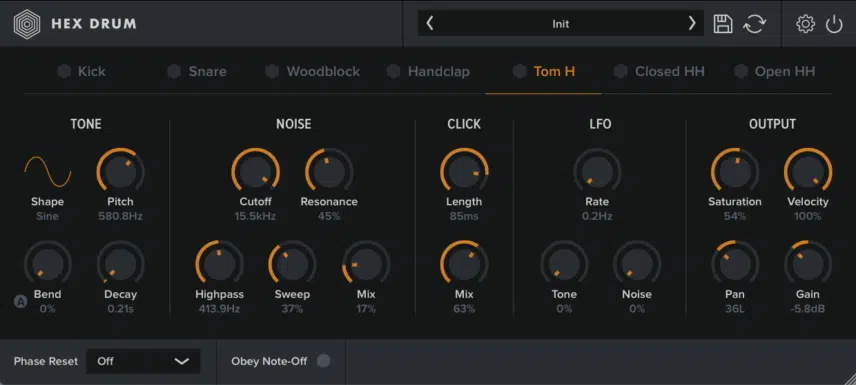 HEX DRUM
Init
Kick Snare Woodblock Handclap Tom H Closed HH Open HH
TONE NOISE CLICK LFO OUTPUT
Shape Pitch Cutoff Resonance Length Rate Saturation Velocity
Sine 580.8Hz 15.5kHz 45% 85ms 0.2Hz 54% 100%
A Bend Decay Highpass Sweep Mix Mix Tone Noise Pan Gain
0% 0.21s 413.9Hz 37% 17% 63% 0% 0% 36L -5.8dB
Phase Reset Off Obey Note-Off